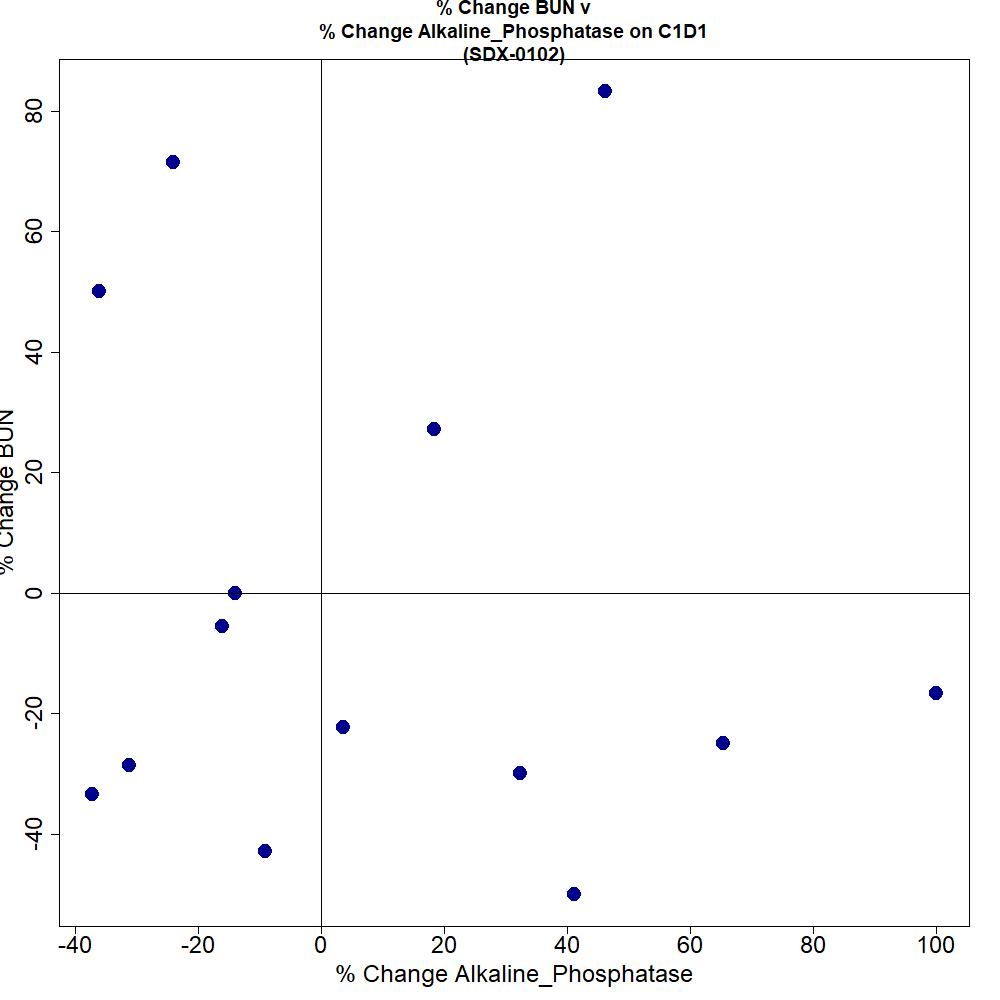 % Change BUN v
% Change Alkaline_Phosphatase on C1D1
(SDX-0102)
% Change BUN
80
60
40
20
0
-20
-40
-40 -20 0 20 40 60 80 100
% Change Alkaline_Phosphatase